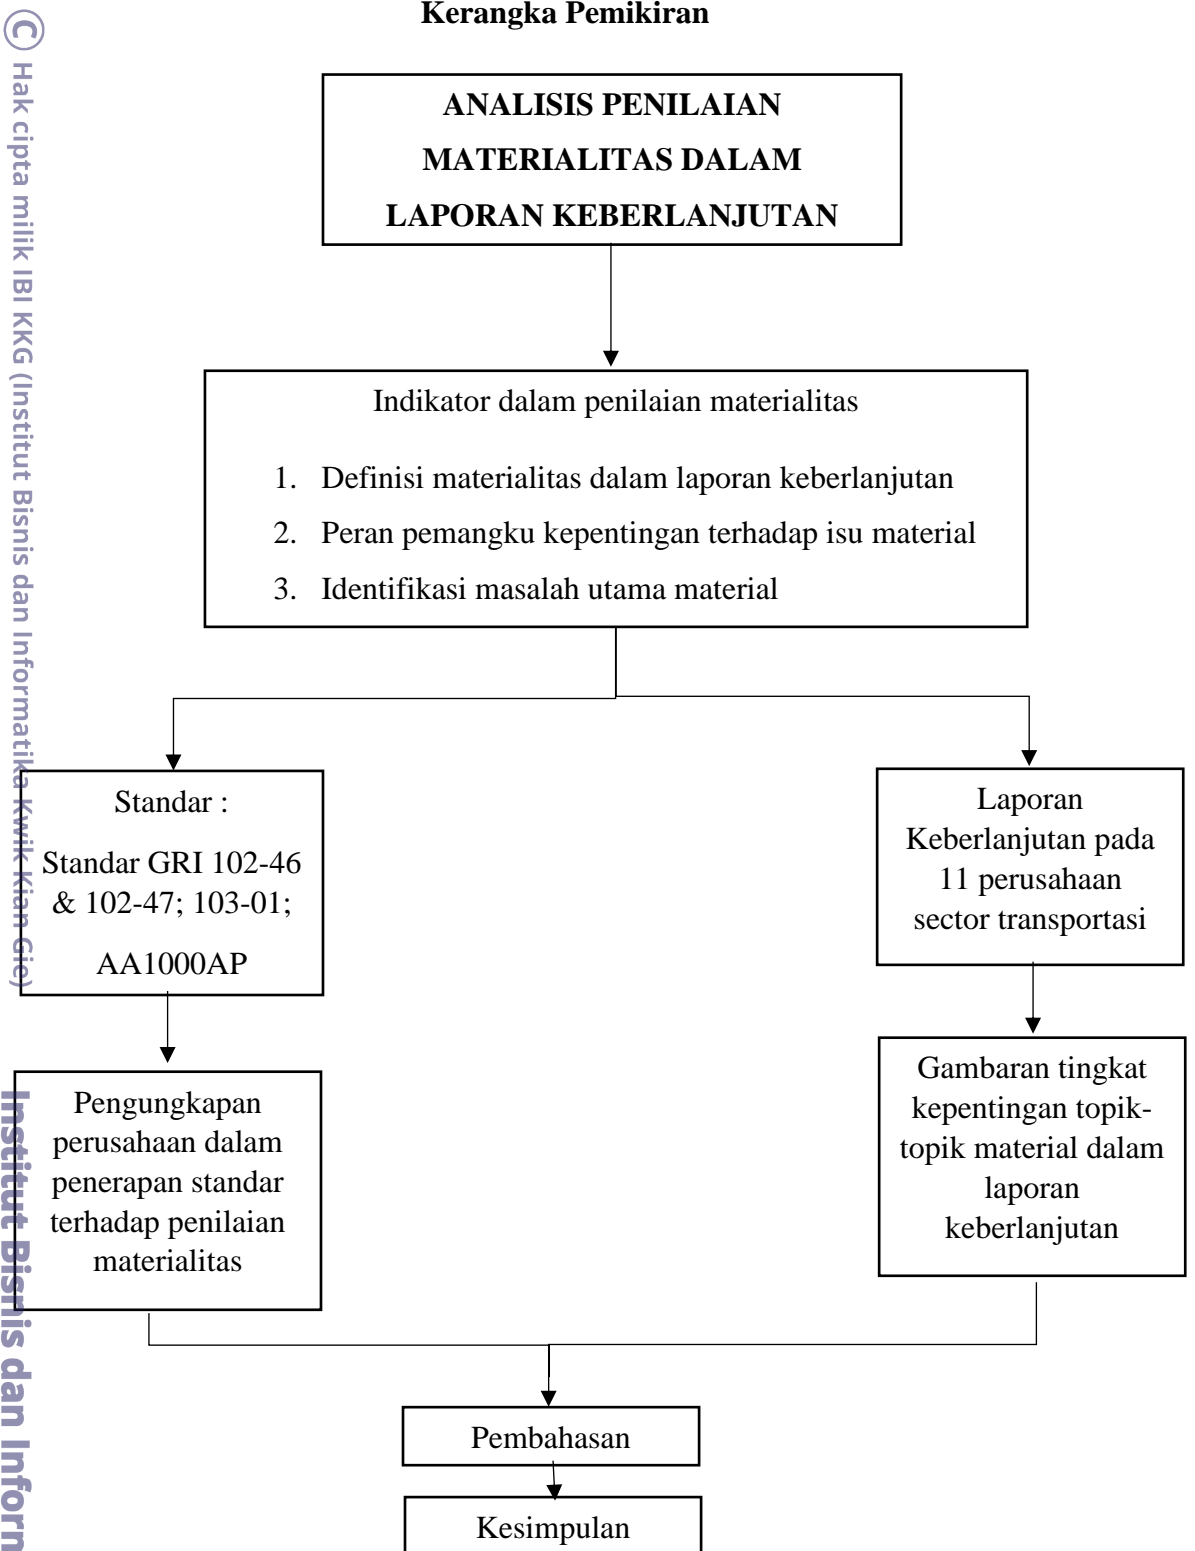 Kerangka Pemikiran
ANALISIS PENILAIAN
MATERIALITAS DALAM
LAPORAN KEBERLANJUTAN
Indikator dalam penilaian materialitas
1. Definisi materialitas dalam laporan keberlanjutan
2. Peran pemangku kepentingan terhadap isu material
3. Identifikasi masalah utama material
Standar :
Standar GRI 102-46
& 102-47; 103-01;
AA1000AP
Laporan
Keberlanjutan pada
11 perusahaan
sector transportasi
Pengungkapan
perusahaan dalam
penerapan standar
terhadap penilaian
materialitas
Gambaran tingkat
kepentingan topik-
topik material dalam
laporan
keberlanjutan
Pembahasan
Kesimpulan
© Hak cipta milik IBI KKG (Institut Bisnis dan Informatika Kwik Kian Gie)
Institut Bisnis dan Inform